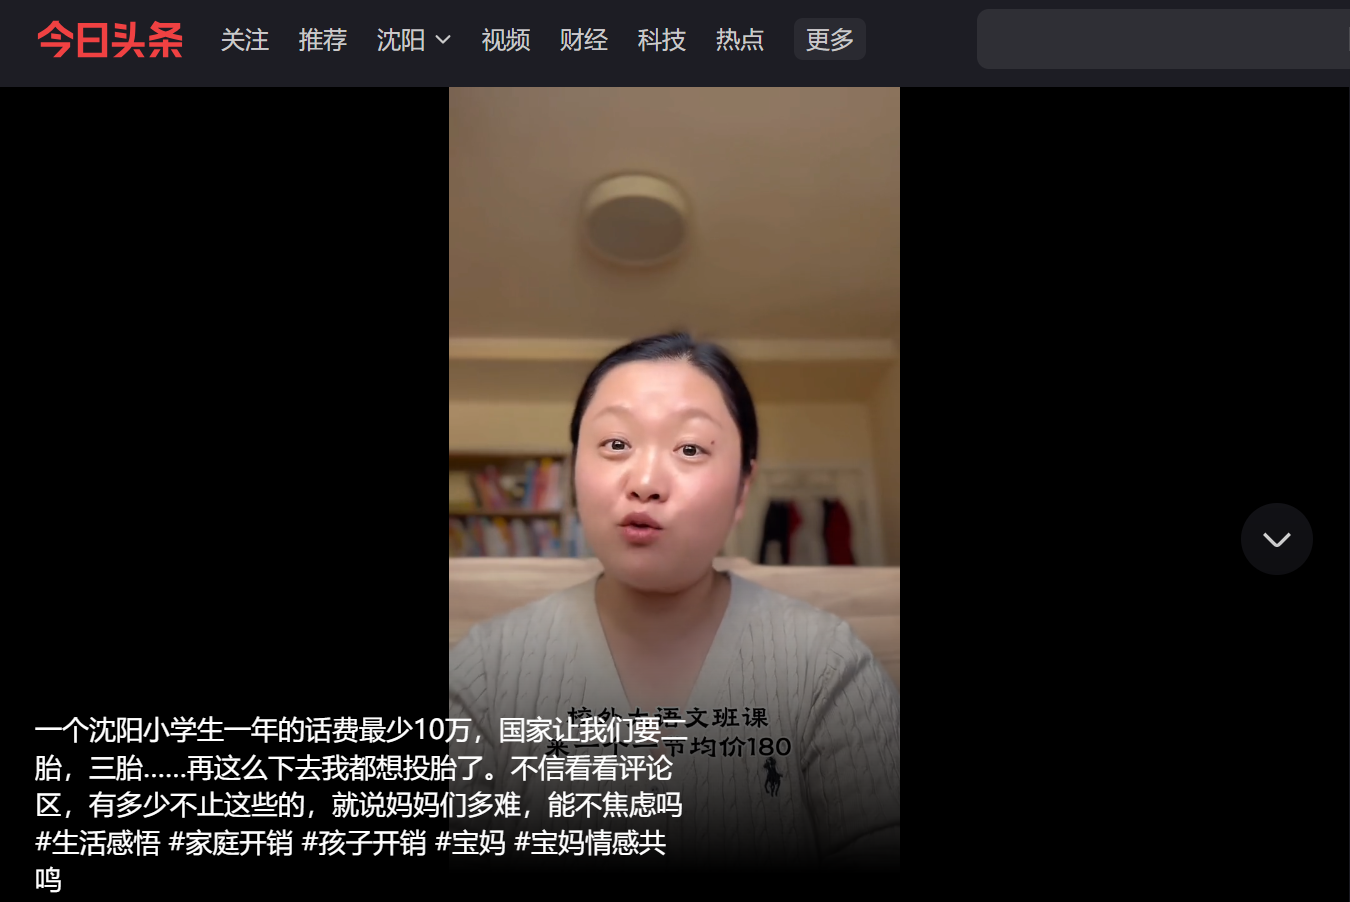 今日头条 关注 推荐 沈阳 视频 财经 科技 热点 更多
校外大语文班课
来一个一节均价180
一个沈阳小学生一年的话费最少10万，国家让我们要二
胎，三胎……再这么下去我都想投胎了。不信看看评论
区，有多少不止这些的，就说妈妈们多难，能不焦虑吗
#生活感悟 #家庭开销 #孩子开销 #宝妈 #宝妈情感共
鸣